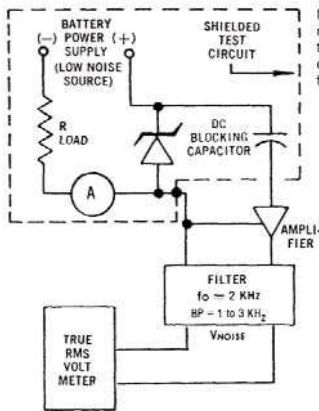 BATTERY
(−) POWER (+)
SUPPLY
(LOW NOISE
SOURCE)
SHIELDED
TEST
CIRCUIT
R
LOAD
DC
BLOCKING
CAPACITOR
A
AMPLI-
FIER
FILTER
fo = 2 KHz
BP = 1 to 3 KHz
VNOISE
TRUE
RMS
VOLT
METER